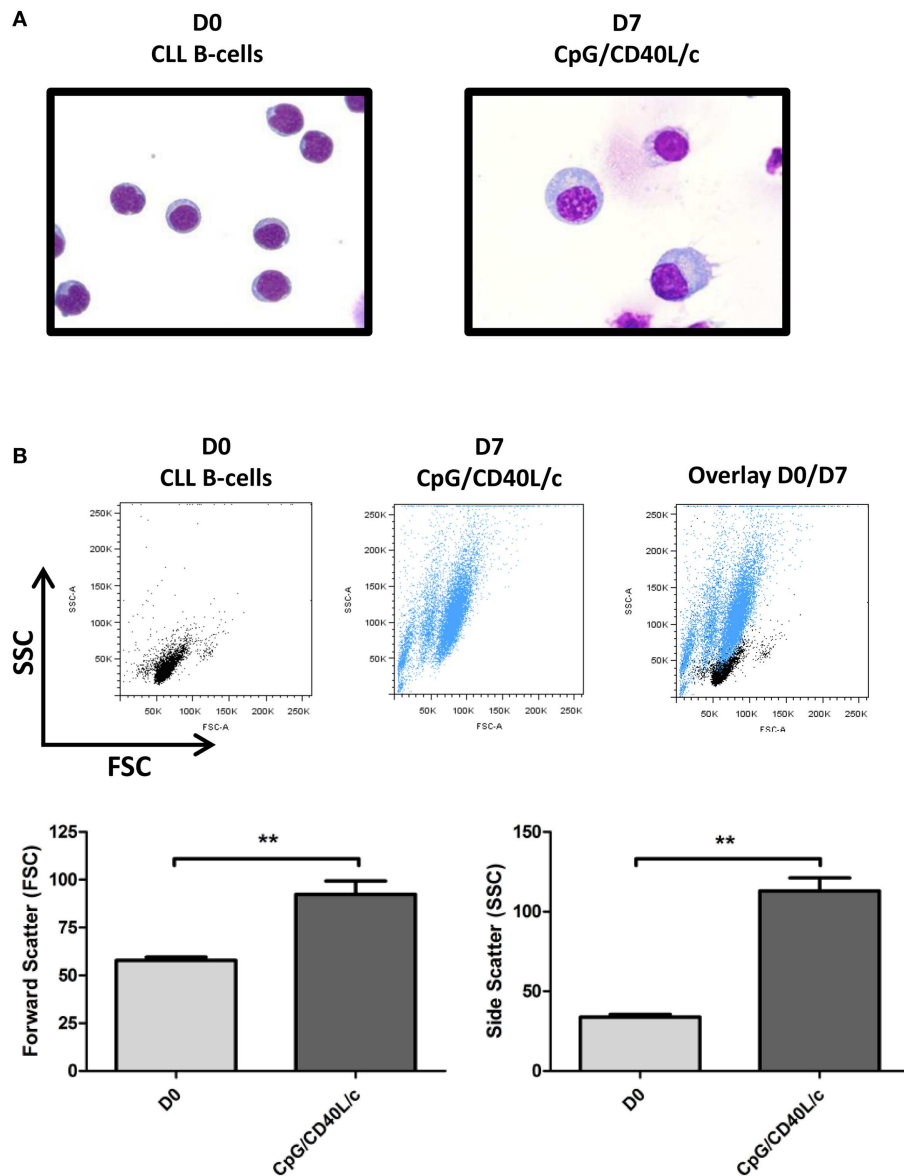 A
D0
CLL B-cells
D7
CpG/CD40L/c
B
D0
CLL B-cells
D7
CpG/CD40L/c
Overlay D0/D7
SSC
FSC
250K
200K
150K
100K
50K
SSC-A
50K 100K 150K 200K 250K
FSC-A
250K
200K
150K
100K
50K
SSC-A
50K 100K 150K 200K 250K
FSC-A
250K
200K
150K
100K
50K
SSC-A
50K 100K 150K 200K 250K
FSC-A
Forward Scatter (FSC)
125
100
75
50
25
0
**
D0
CpG/CD40L/c
Side Scatter (SSC)
150
100
50
0
**
D0
CpG/CD40L/c